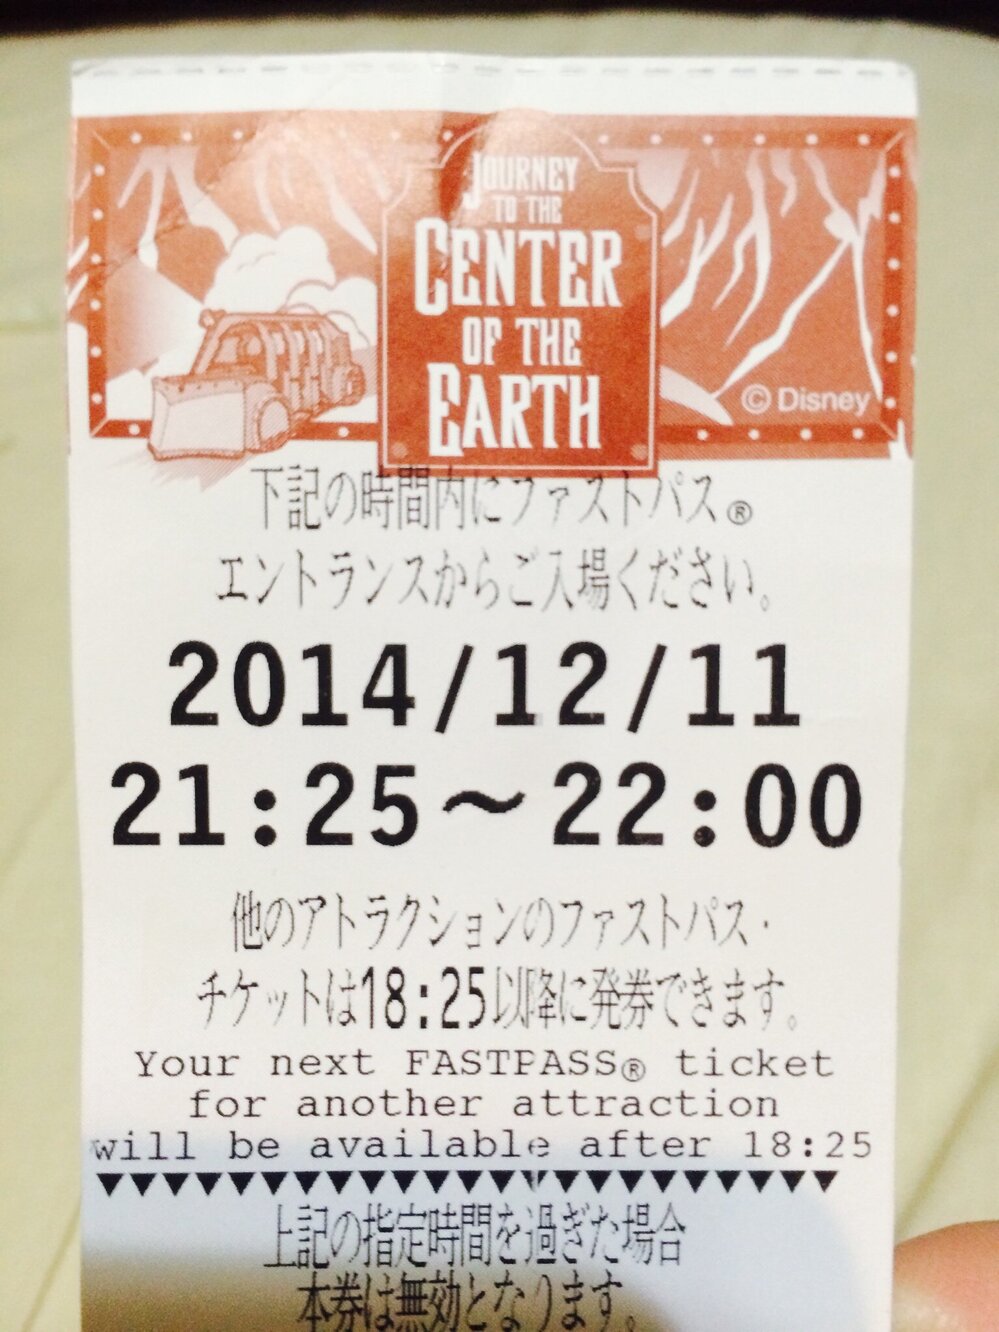 JOURNEY
TO THE
CENTER
OF THE
EARTH
© Disney
下記の時間内にファストパス®
エントランスからご入場ください。
2014/12/11
21:25〜22:00
他のアトラクションのファストパス・
チケットは18:25以降に発券できます。
Your next FASTPASS® ticket
for another attraction
will be available after 18:25
▼▼▼▼▼▼▼▼▼▼▼▼▼▼▼▼▼▼▼▼▼▼▼▼
上記の指定時間を過ぎた場合
本券は無効となります。